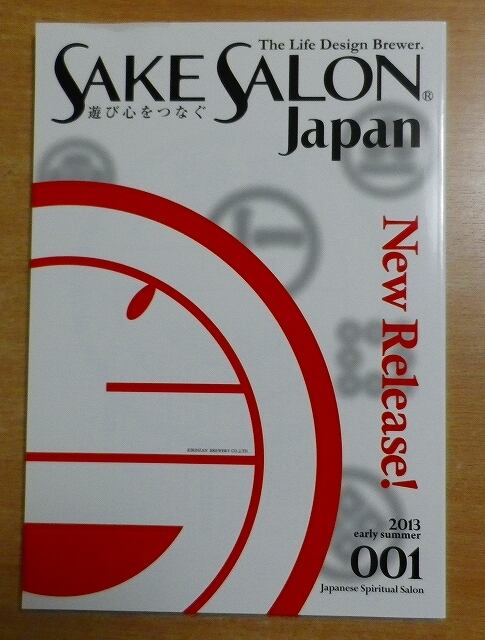 The Life Design Brewer.
SAKE SALON®
遊び心をつなぐ
Japan
New Release!
KIRINZAN BREWERY CO.,LTD.
2013
early summer
001
Japanese Spiritual Salon